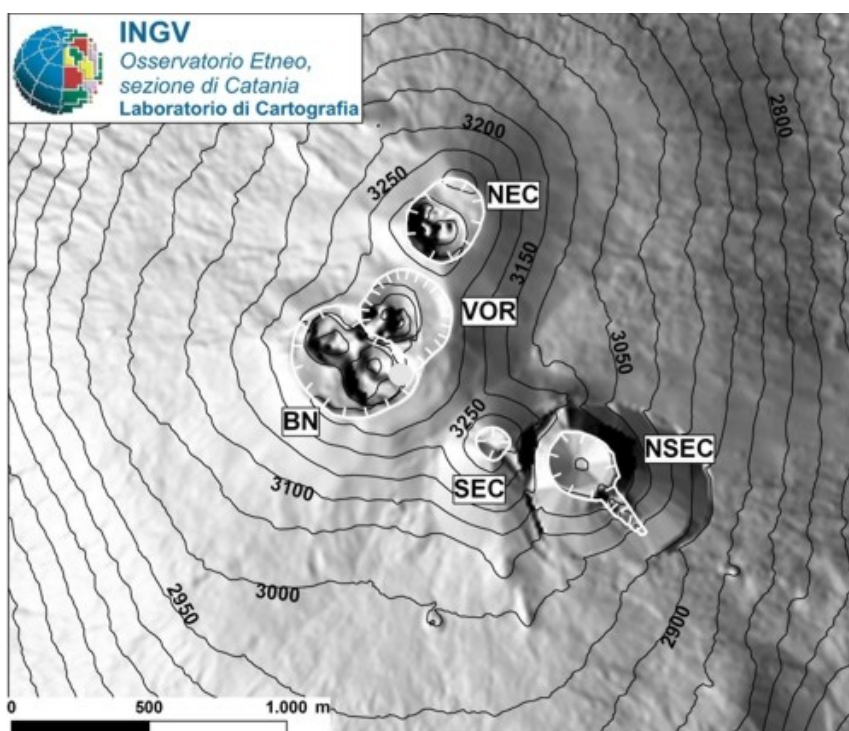 INGV
Osservatorio Etneo,
sezione di Catania
Laboratorio di Cartografia
2800
3200
3250
NEC
3150
VOR
3050
BN
3250
NSEC
SEC
3100
3000
2950
2900
0 500 1.000 m